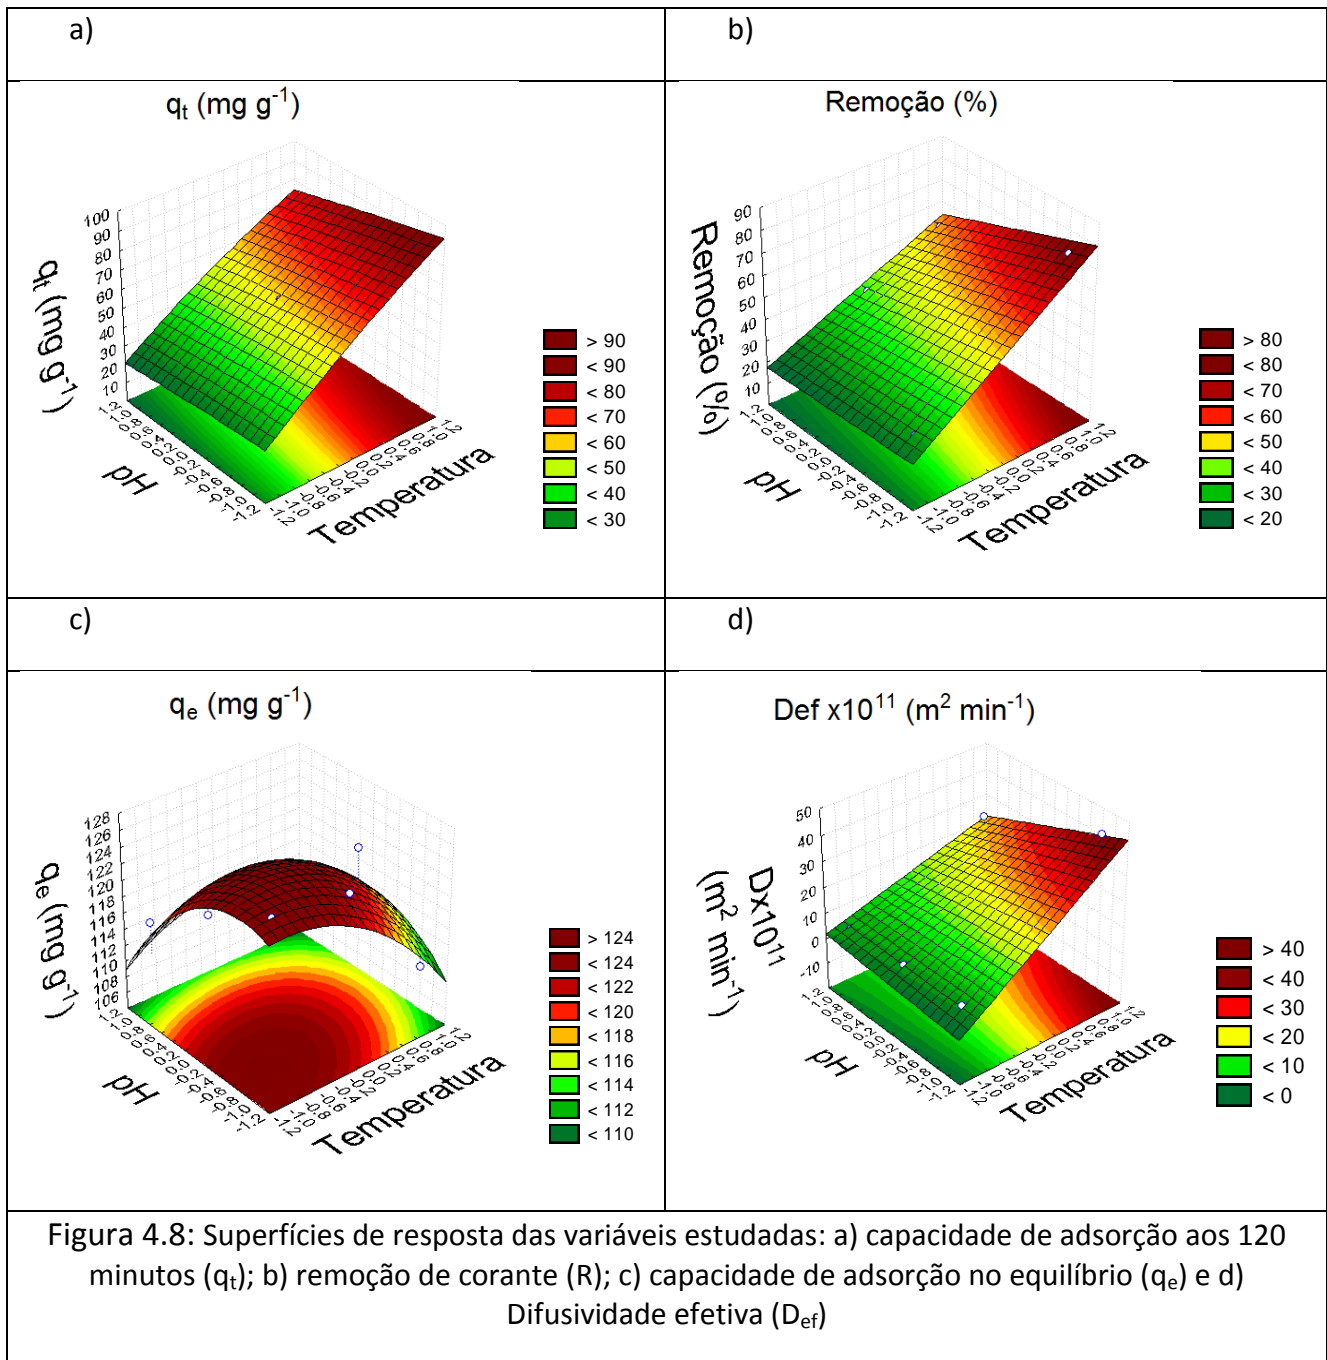 a)
b)
qt (mg g-1)
100
90
80
70
60
50
40
30
20
10
qt (mg g-1)
pH
Temperatura
> 90
< 90
< 80
< 70
< 60
< 50
< 40
< 30
Remoção (%)
90
80
70
60
50
40
30
20
10
Remoção (%)
pH
Temperatura
> 80
< 80
< 70
< 60
< 50
< 40
< 30
< 20
c)
d)
qe (mg g-1)
128
126
124
122
120
118
116
114
112
110
108
106
qe (mg g-1)
pH
Temperatura
> 124
< 124
< 122
< 120
< 118
< 116
< 114
< 112
< 110
Def x10^11 (m2 min-1)
50
40
30
20
10
0
-10
Dx10^11
(m2 min-1)
pH
Temperatura
> 40
< 40
< 30
< 20
< 10
< 0
Figura 4.8: Superfícies de resposta das variáveis estudadas: a) capacidade de adsorção aos 120
minutos (qt); b) remoção de corante (R); c) capacidade de adsorção no equilíbrio (qe) e d)
Difusividade efetiva (Def)